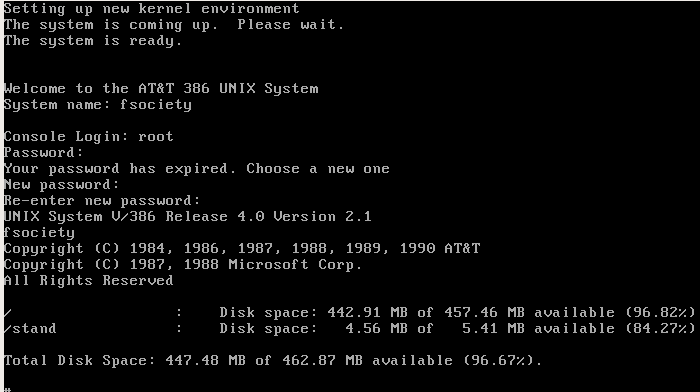 Setting up new kernel environment
The system is coming up.  Please wait.
The system is ready.
Welcome to the AT&T 386 UNIX System
System name: fsociety
Console Login: root
Password:
Your password has expired. Choose a new one
New password:
Re-enter new password:
UNIX System V/386 Release 4.0 Version 2.1
fsociety
Copyright (C) 1984, 1986, 1987, 1988, 1989, 1990 AT&T
Copyright (C) 1987, 1988 Microsoft Corp.
All Rights Reserved
/                    :     Disk space: 442.91 MB of 457.46 MB available (96.82%)
/stand               :     Disk space:   4.56 MB of   5.41 MB available (84.27%)
Total Disk Space: 447.48 MB of 462.87 MB available (96.67%).
#